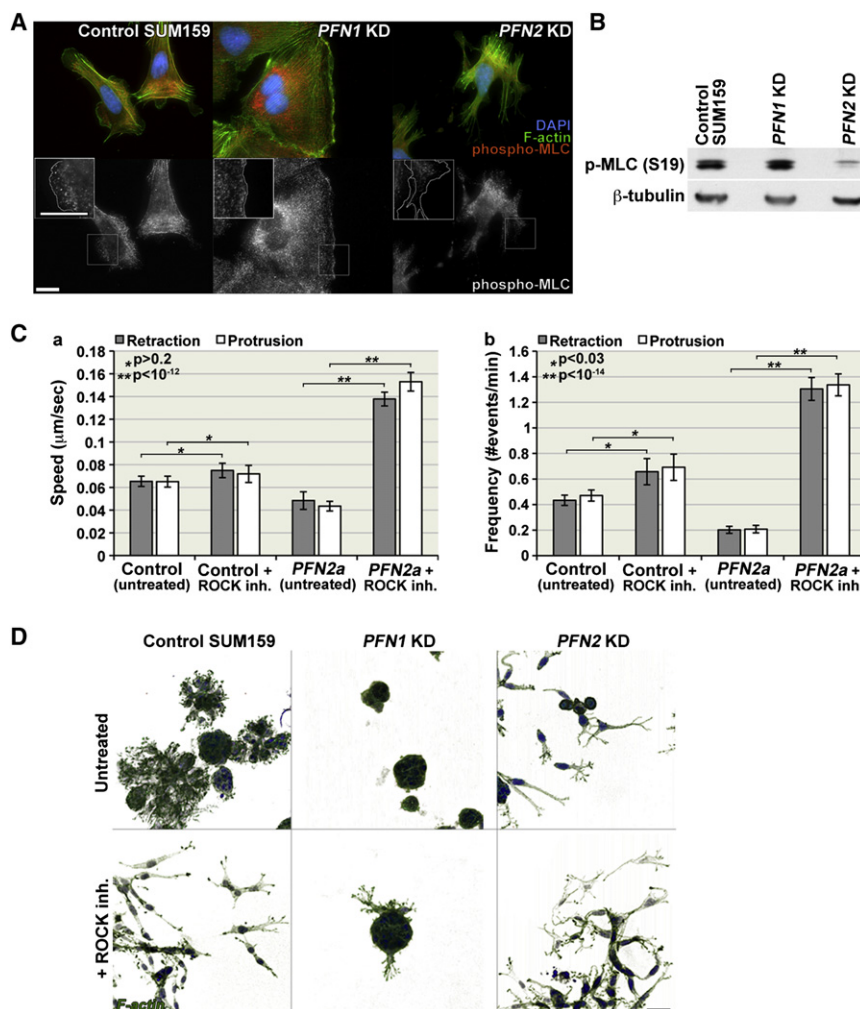 A
Control SUM159
PFN1 KD
PFN2 KD
DAPI
F-actin
phospho-MLC
phospho-MLC
B
Control
SUM159
PFN1 KD
PFN2 KD
p-MLC (S19)
β-tubulin
C
a
Retraction Protrusion
* p>0.2
** p<10-12
Speed (μm/sec)
0.18
0.16
0.14
0.12
0.1
0.08
0.06
0.04
0.02
0
*
*
**
**
Control
(untreated)
Control +
ROCK inh.
PFN2a
(untreated)
PFN2a +
ROCK inh.
b
Retraction Protrusion
* p<0.03
** p<10-14
Frequency (#events/min)
1.6
1.4
1.2
1
0.8
0.6
0.4
0.2
0
*
*
**
**
Control
(untreated)
Control +
ROCK inh.
PFN2a
(untreated)
PFN2a +
ROCK inh.
D
Control SUM159
PFN1 KD
PFN2 KD
Untreated
+ ROCK inh.
F-actin